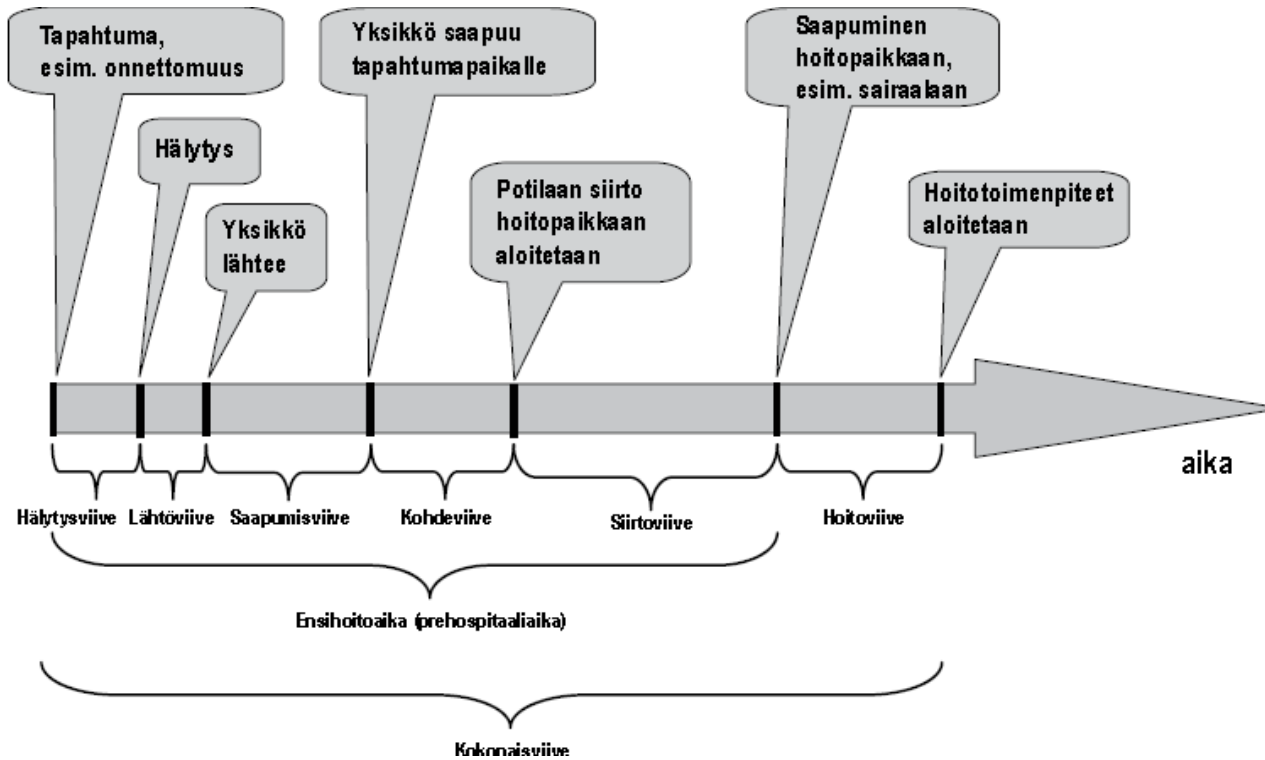 Tapahtuma,
esim. onnettomuus
Yksikkö saapuu
tapahtumapaikalle
Saapuminen
hoitopaikkaan,
esim. sairaalaan
Hälytys
Potilaan siirto
hoitopaikkaan
aloitetaan
Hoitotoimenpiteet
aloitetaan
Yksikkö
lähtee
aika
Hälytysviive
Lähtöviive
Saapumisviive
Kohdeviive
Siirtoviive
Hoitoviive
Ensihoitoaika (prehospitaaliaika)
Kokonaisviive